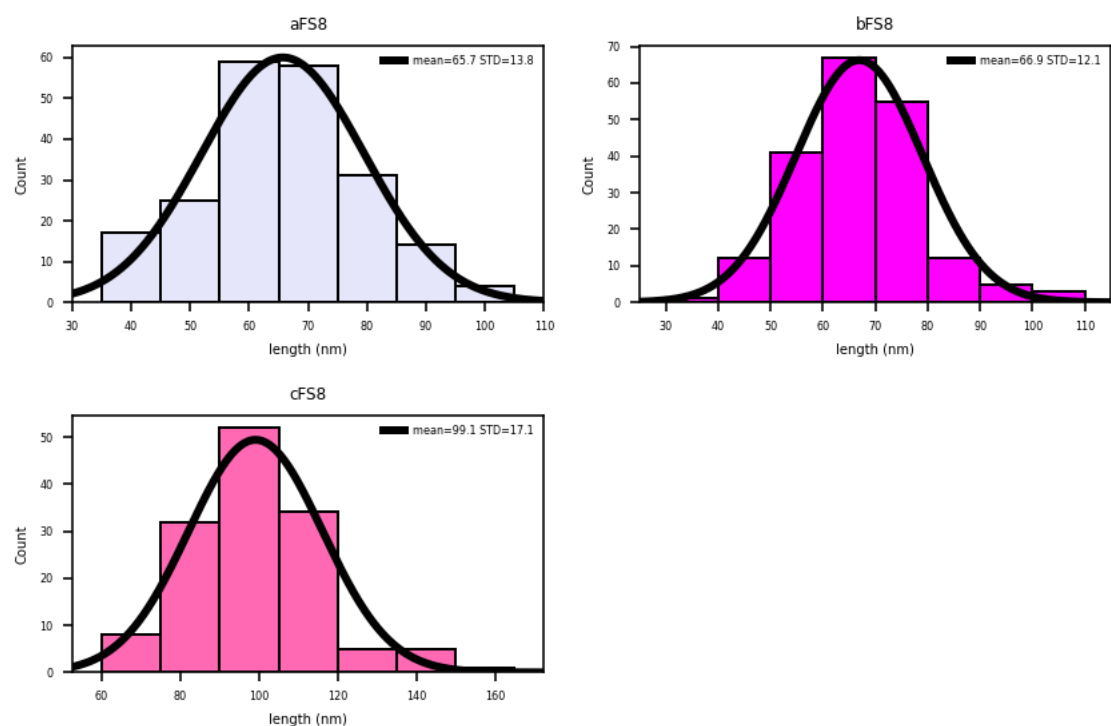 aFS8
mean=65.7 STD=13.8
60
50
40
30
20
10
0
Count
30 40 50 60 70 80 90 100 110
length (nm)
bFS8
mean=66.9 STD=12.1
70
60
50
40
30
20
10
0
Count
30 40 50 60 70 80 90 100 110
length (nm)
cFS8
mean=99.1 STD=17.1
50
40
30
20
10
0
Count
60 80 100 120 140 160
length (nm)